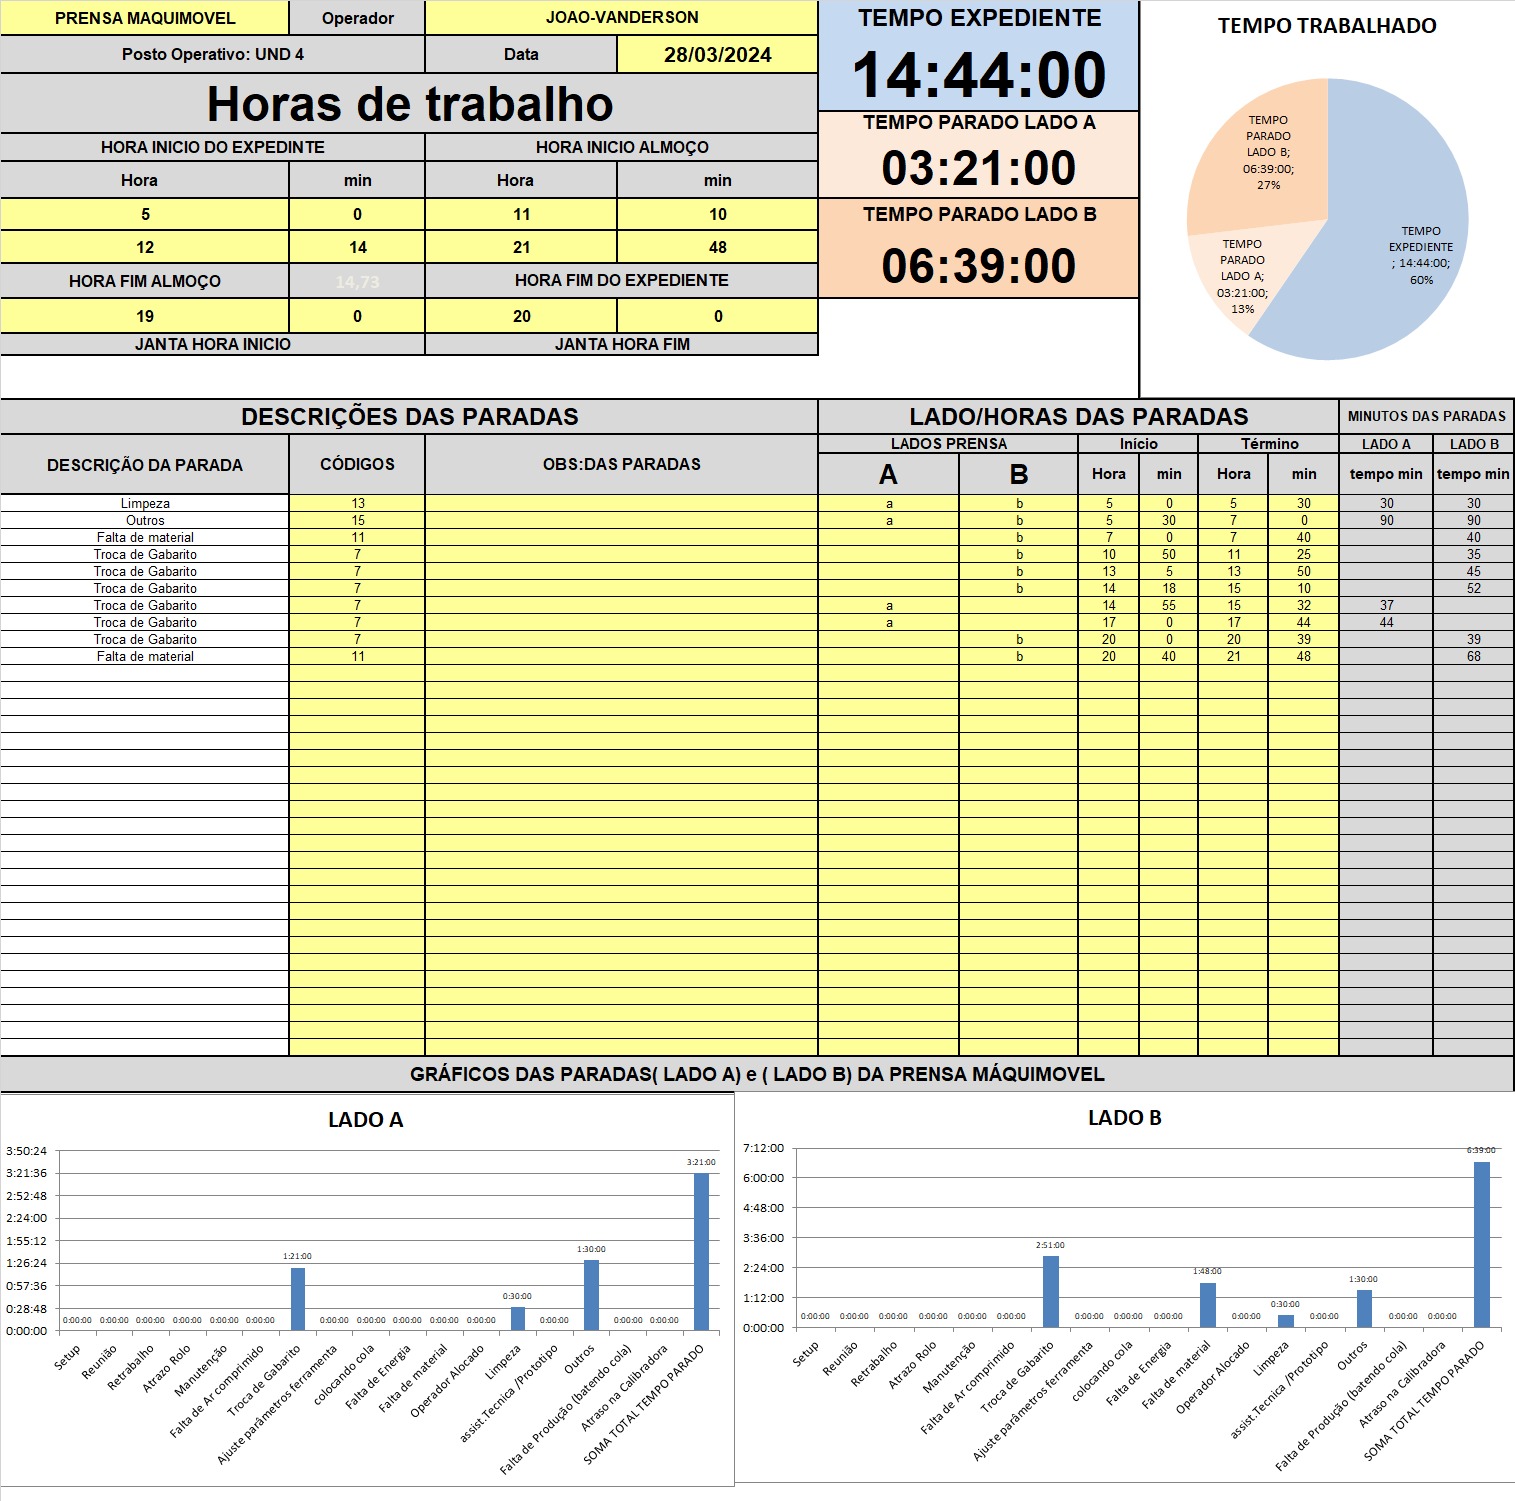 PRENSA MAQUIMOVEL Operador JOAO-VANDERSON
Posto Operativo: UND 4 Data 28/03/2024
Horas de trabalho
HORA INICIO DO EXPEDINTE HORA INICIO ALMOÇO
Hora min Hora min
5 0 11 10
12 14 21 48
HORA FIM ALMOÇO 14,73 HORA FIM DO EXPEDIENTE
19 0 20 0
JANTA HORA INICIO JANTA HORA FIM
TEMPO EXPEDIENTE
14:44:00
TEMPO PARADO LADO A
03:21:00
TEMPO PARADO LADO B
06:39:00
TEMPO TRABALHADO
TEMPO
PARADO
LADO B;
06:39:00;
27%
TEMPO
PARADO
LADO A;
03:21:00;
13%
TEMPO
EXPEDIENTE
; 14:44:00;
60%
DESCRIÇÕES DAS PARADAS LADO/HORAS DAS PARADAS MINUTOS DAS PARADAS
DESCRIÇÃO DA PARADA CÓDIGOS OBS:DAS PARADAS
LADOS PRENSA Início Término LADO A LADO B
A B Hora min Hora min tempo min tempo min
Limpeza 13 a b 5 0 5 30 30 30
Outros 15 a b 5 30 7 0 90 90
Falta de material 11 b 7 0 7 40 40
Troca de Gabarito 7 b 10 50 11 25 35
Troca de Gabarito 7 b 13 5 13 50 45
Troca de Gabarito 7 b 14 18 15 10 52
Troca de Gabarito 7 a 14 55 15 32 37
Troca de Gabarito 7 a 17 0 17 44 44
Troca de Gabarito 7 b 20 0 20 39 39
Falta de material 11 b 20 40 21 48 68
GRÁFICOS DAS PARADAS( LADO A) e ( LADO B) DA PRENSA MÁQUIMOVEL
LADO A
3:50:24
3:21:36
2:52:48
2:24:00
1:55:12
1:26:24
0:57:36
0:28:48
0:00:00
0:00:00 0:00:00 0:00:00 0:00:00 0:00:00 0:00:00 1:21:00 0:00:00 0:00:00 0:00:00 0:00:00 0:00:00 0:30:00 0:00:00 1:30:00 0:00:00 0:00:00 3:21:00
Setup
Reunião
Retrabalho
Atrazo Rolo
Manutenção
Falta de Ar comprimido
Troca de Gabarito
Ajuste parâmetros ferramenta
colocando cola
Falta de Energia
Falta de material
Operador Alocado
Limpeza
assist.Tecnica /Prototipo
Outros
Falta de Produção (batendo cola)
Atraso na Calibradora
SOMA TOTAL TEMPO PARADO
LADO B
7:12:00
6:00:00
4:48:00
3:36:00
2:24:00
1:12:00
0:00:00
0:00:00 0:00:00 0:00:00 0:00:00 0:00:00 0:00:00 2:51:00 0:00:00 0:00:00 0:00:00 1:48:00 0:00:00 0:30:00 0:00:00 1:30:00 0:00:00 0:00:00 6:39:00
Setup
Reunião
Retrabalho
Atrazo Rolo
Manutenção
Falta de Ar comprimido
Troca de Gabarito
Ajuste parâmetros ferramenta
colocando cola
Falta de Energia
Falta de material
Operador Alocado
Limpeza
assist.Tecnica /Prototipo
Outros
Falta de Produção (batendo cola)
Atraso na Calibradora
SOMA TOTAL TEMPO PARADO